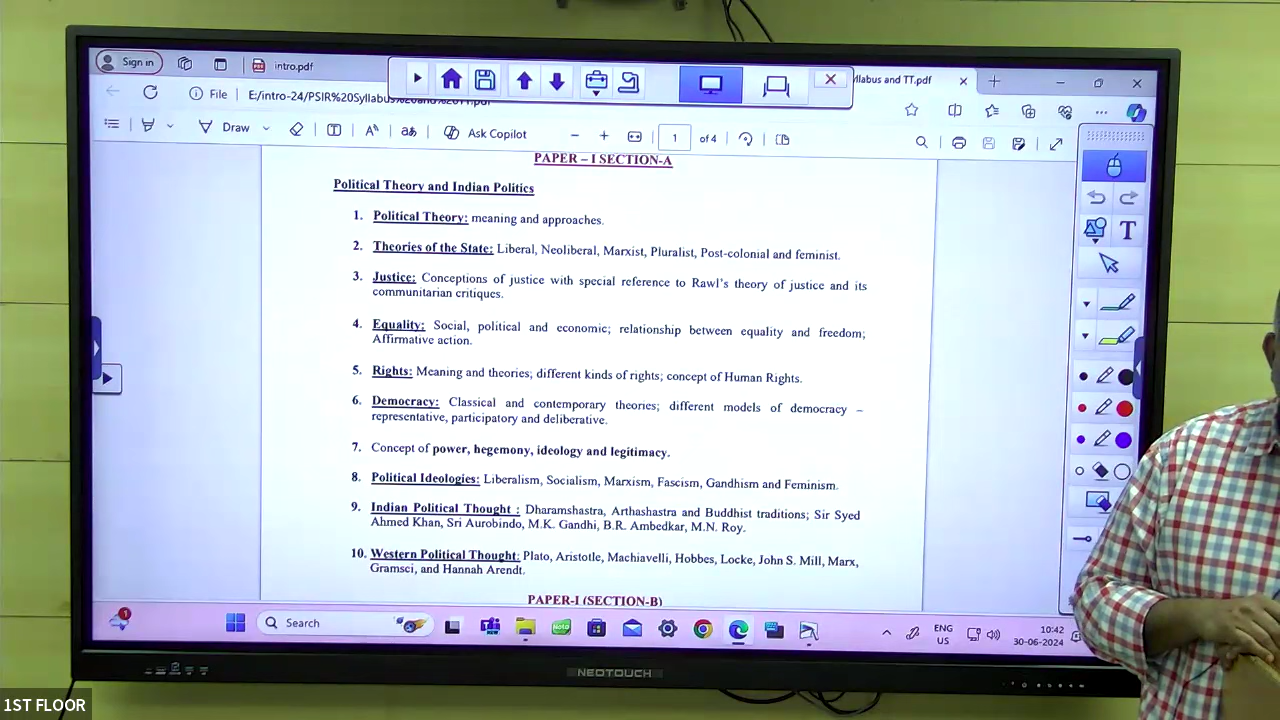 Sign in
intro.pdf
llabus and TT.pdf
File
E:/intro-24/PSIR%20Syllabus%20and%20TT.pdf
Draw
Ask Copilot
1
of 4
PAPER – I SECTION-A
Political Theory and Indian Politics
1. Political Theory: meaning and approaches.
2. Theories of the State: Liberal, Neoliberal, Marxist, Pluralist, Post-colonial and feminist.
3. Justice: Conceptions of justice with special reference to Rawl's theory of justice and its
communitarian critiques.
4. Equality: Social, political and economic; relationship between equality and freedom;
Affirmative action.
5. Rights: Meaning and theories; different kinds of rights; concept of Human Rights.
6. Democracy: Classical and contemporary theories; different models of democracy –
representative, participatory and deliberative.
7. Concept of power, hegemony, ideology and legitimacy.
8. Political Ideologies: Liberalism, Socialism, Marxism, Fascism, Gandhism and Feminism.
9. Indian Political Thought : Dharamshastra, Arthashastra and Buddhist traditions; Sir Syed
Ahmed Khan, Sri Aurobindo, M.K. Gandhi, B.R. Ambedkar, M.N. Roy.
10. Western Political Thought: Plato, Aristotle, Machiavelli, Hobbes, Locke, John S. Mill, Marx,
Gramsci, and Hannah Arendt.
PAPER-I (SECTION-B)
Search
ENG
US
10:42
30-06-2024
NEOTOUCH
1ST FLOOR